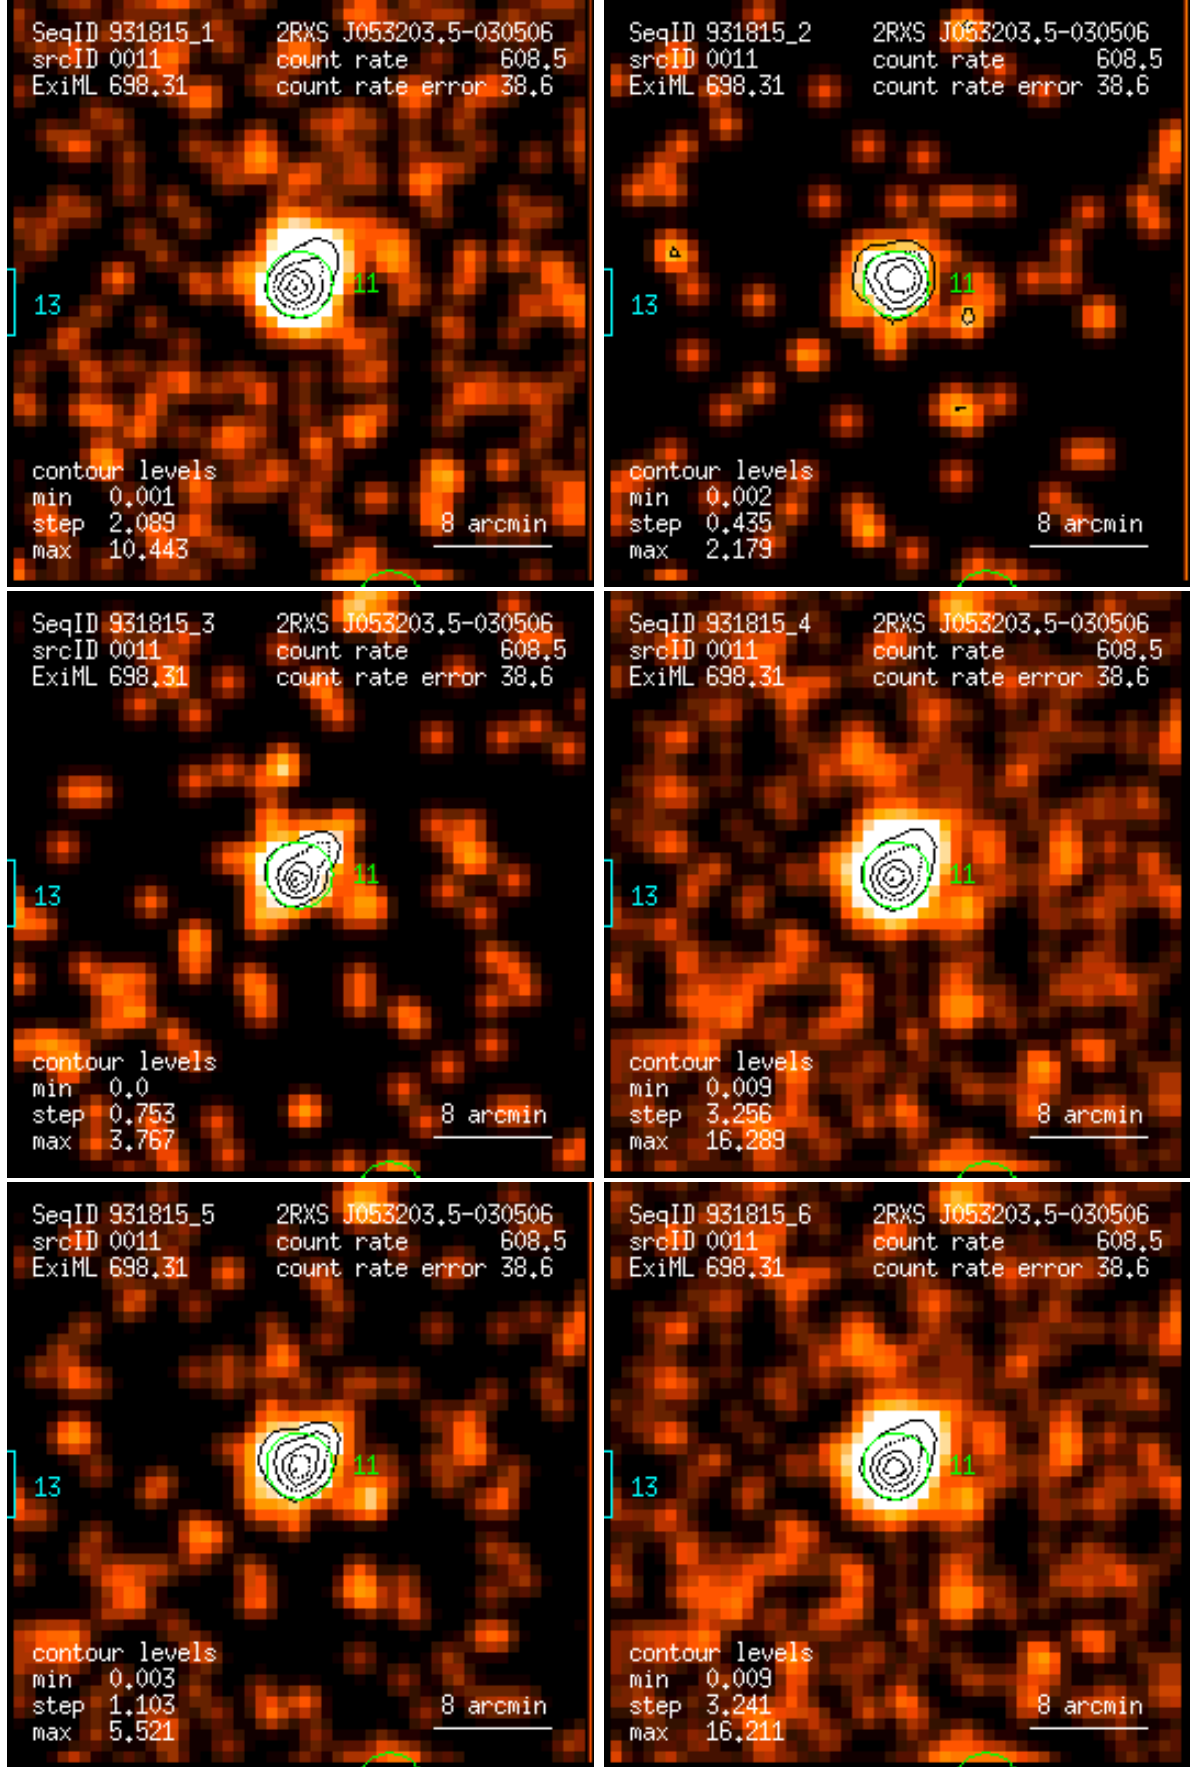 SeqID 931815_1 2RXS J053203.5-030506
srcID 0011 count rate 608.5
ExiML 698.31 count rate error 38.6
11
13
contour levels
min 0.001
step 2.089 8 arcmin
max 10.443
SeqID 931815_2 2RXS J053203.5-030506
srcID 0011 count rate 608.5
ExiML 698.31 count rate error 38.6
11
13
contour levels
min 0.002
step 0.435 8 arcmin
max 2.179
SeqID 931815_3 2RXS J053203.5-030506
srcID 0011 count rate 608.5
ExiML 698.31 count rate error 38.6
11
13
contour levels
min 0.0
step 0.753 8 arcmin
max 3.767
SeqID 931815_4 2RXS J053203.5-030506
srcID 0011 count rate 608.5
ExiML 698.31 count rate error 38.6
11
13
contour levels
min 0.009
step 3.256 8 arcmin
max 16.289
SeqID 931815_5 2RXS J053203.5-030506
srcID 0011 count rate 608.5
ExiML 698.31 count rate error 38.6
11
13
contour levels
min 0.003
step 1.103 8 arcmin
max 5.521
SeqID 931815_6 2RXS J053203.5-030506
srcID 0011 count rate 608.5
ExiML 698.31 count rate error 38.6
11
13
contour levels
min 0.009
step 3.241 8 arcmin
max 16.211